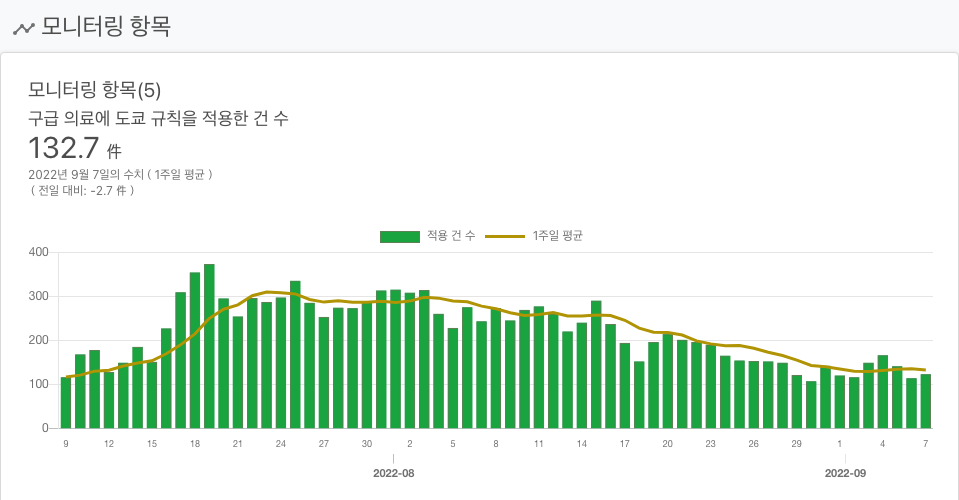 모니터링 항목
모니터링 항목(5)
구급 의료에 도쿄 규칙을 적용한 건 수
132.7 件
2022년 9월 7일의 수치 ( 1주일 평균 )
( 전일 대비: -2.7 件 )
적용 건 수 1주일 평균
400
300
200
100
0
9 12 15 18 21 24 27 30 2 5 8 11 14 17 20 23 26 29 1 4 7
2022-08 2022-09